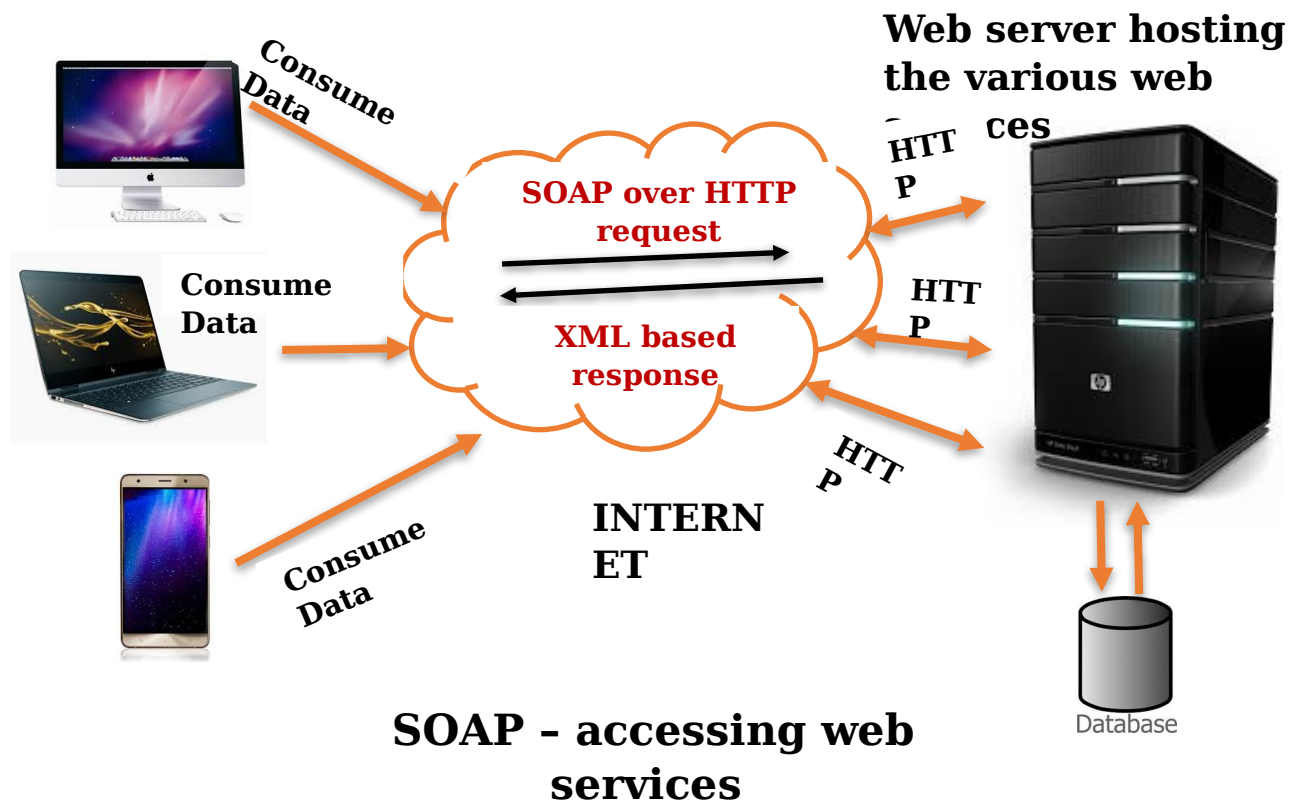 Web server hosting
the various web
ces
Consume
Data
HTT
P
SOAP over HTTP
request
Consume
Data
HTT
P
XML based
response
HTT
P
INTERN
ET
Consume
Data
Database
SOAP – accessing web
services